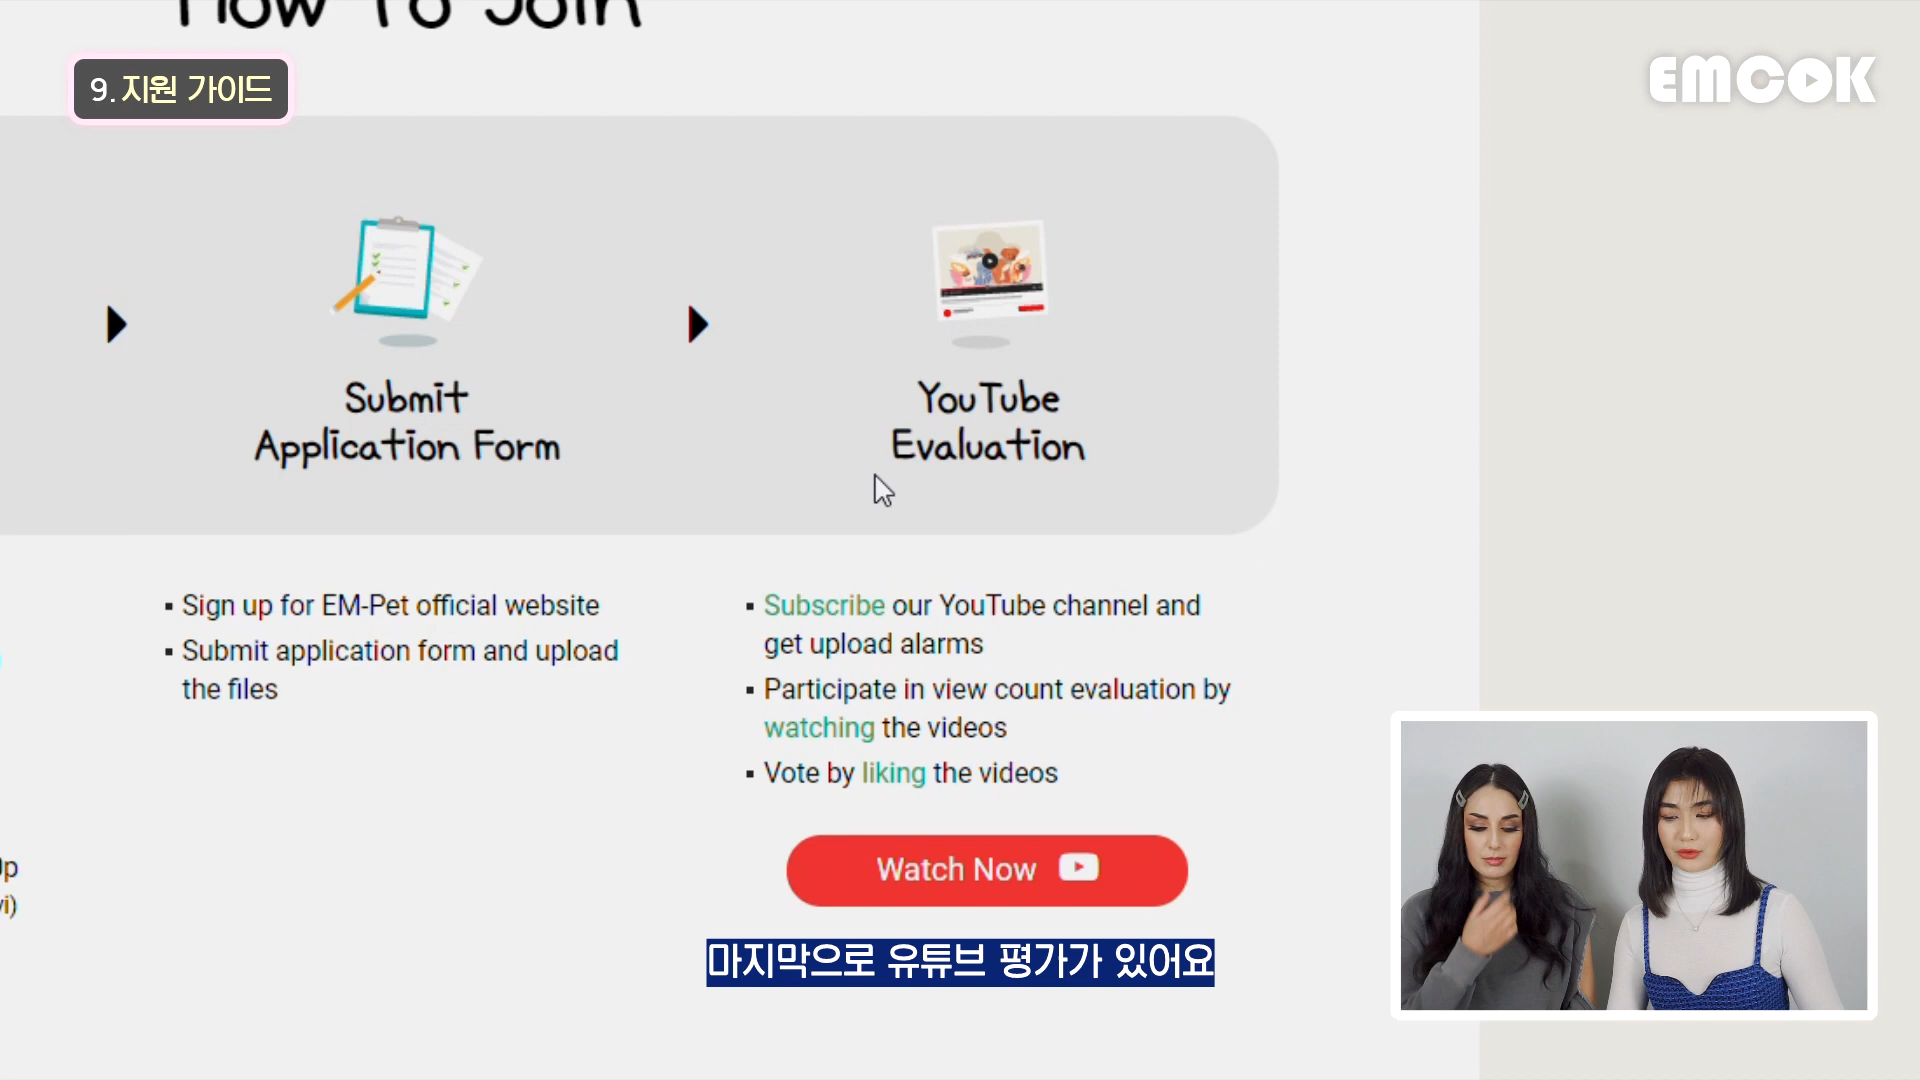 How To Join
9. 지원 가이드
EMCOK
Submit
Application Form
YouTube
Evaluation
▪ Sign up for EM-Pet official website
▪ Submit application form and upload
the files
▪ Subscribe our YouTube channel and
get upload alarms
▪ Participate in view count evaluation by
watching the videos
▪ Vote by liking the videos
Watch Now
마지막으로 유튜브 평가가 있어요